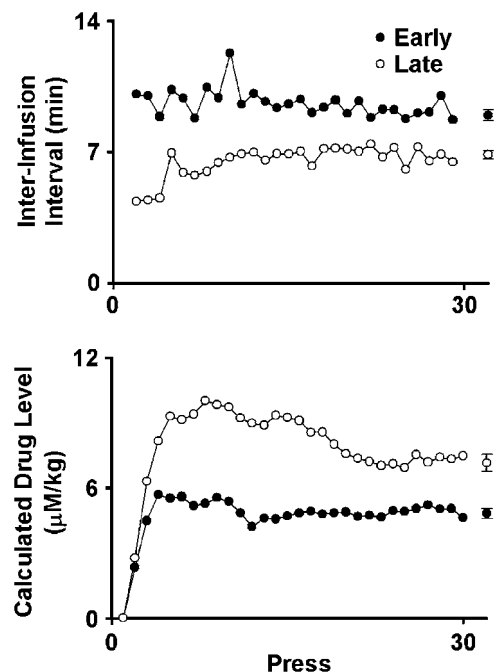 14
Early
Late
Inter-Infusion
Interval (min)
7
0
0
30
12
Calculated Drug Level
(μM/kg)
6
0
0
30
Press